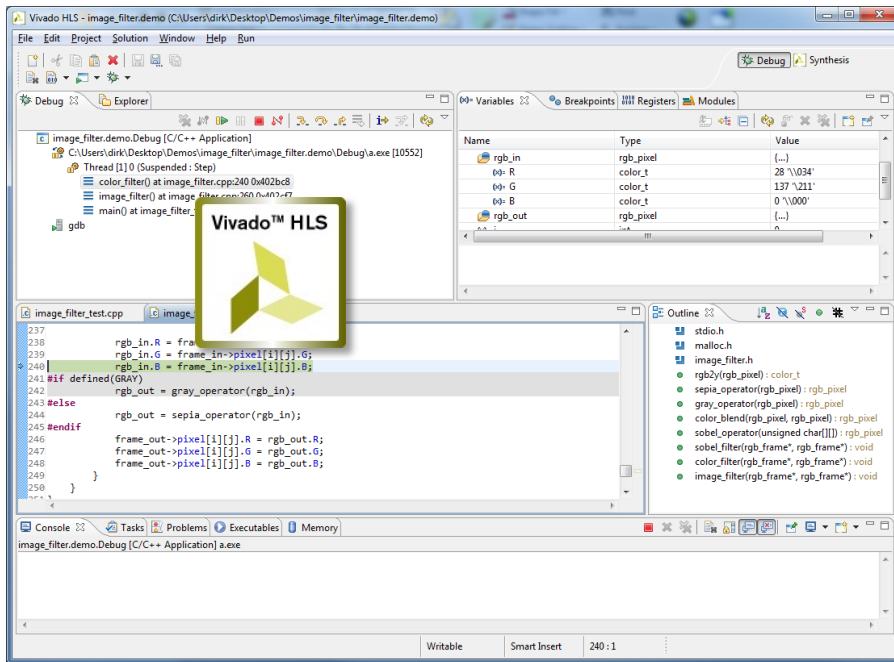 Vivado HLS - image_filter.demo (C:\Users\dirk\Desktop\Demos\image_filter\image_filter.demo)
File Edit Project Solution Window Help Run
Debug Synthesis
Debug Explorer
(x)= Variables Breakpoints Registers Modules
image_filter.demo.Debug [C/C++ Application]
C:\Users\dirk\Desktop\Demos\image_filter\image_filter.demo\Debug\a.exe [10552]
Thread [1] 0 (Suspended : Step)
color_filter() at image_filter.cpp:240 0x402bc8
image_filter() at image_filter.cpp:260 0x402cf7
main() at image_filter_
gdb
Name Type Value
rgb_in rgb_pixel {...}
(x)= R color_t 28 '\\034'
(x)= G color_t 137 '\211'
(x)= B color_t 0 '\\000'
rgb_out rgb_pixel {...}
Vivado™ HLS
image_filter_test.cpp image_
237
238 rgb_in.R = fra
239 rgb_in.G = frame_in->pixel[i][j].G;
240 rgb_in.B = frame_in->pixel[i][j].B;
241 #if defined(GRAY)
242 rgb_out = gray_operator(rgb_in);
243 #else
244 rgb_out = sepia_operator(rgb_in);
245 #endif
246 frame_out->pixel[i][j].R = rgb_out.R;
247 frame_out->pixel[i][j].G = rgb_out.G;
248 frame_out->pixel[i][j].B = rgb_out.B;
249 }
250 }
Outline
stdio.h
malloc.h
image_filter.h
rgb2y(rgb_pixel) : color_t
sepia_operator(rgb_pixel) : rgb_pixel
gray_operator(rgb_pixel) : rgb_pixel
color_blend(rgb_pixel, rgb_pixel) : rgb_pixel
sobel_operator(unsigned char[][]) : rgb_pixel
sobel_filter(rgb_frame*, rgb_frame*) : void
color_filter(rgb_frame*, rgb_frame*) : void
image_filter(rgb_frame*, rgb_frame*) : void
Console Tasks Problems Executables Memory
image_filter.demo.Debug [C/C++ Application] a.exe
Writable Smart Insert 240 : 1